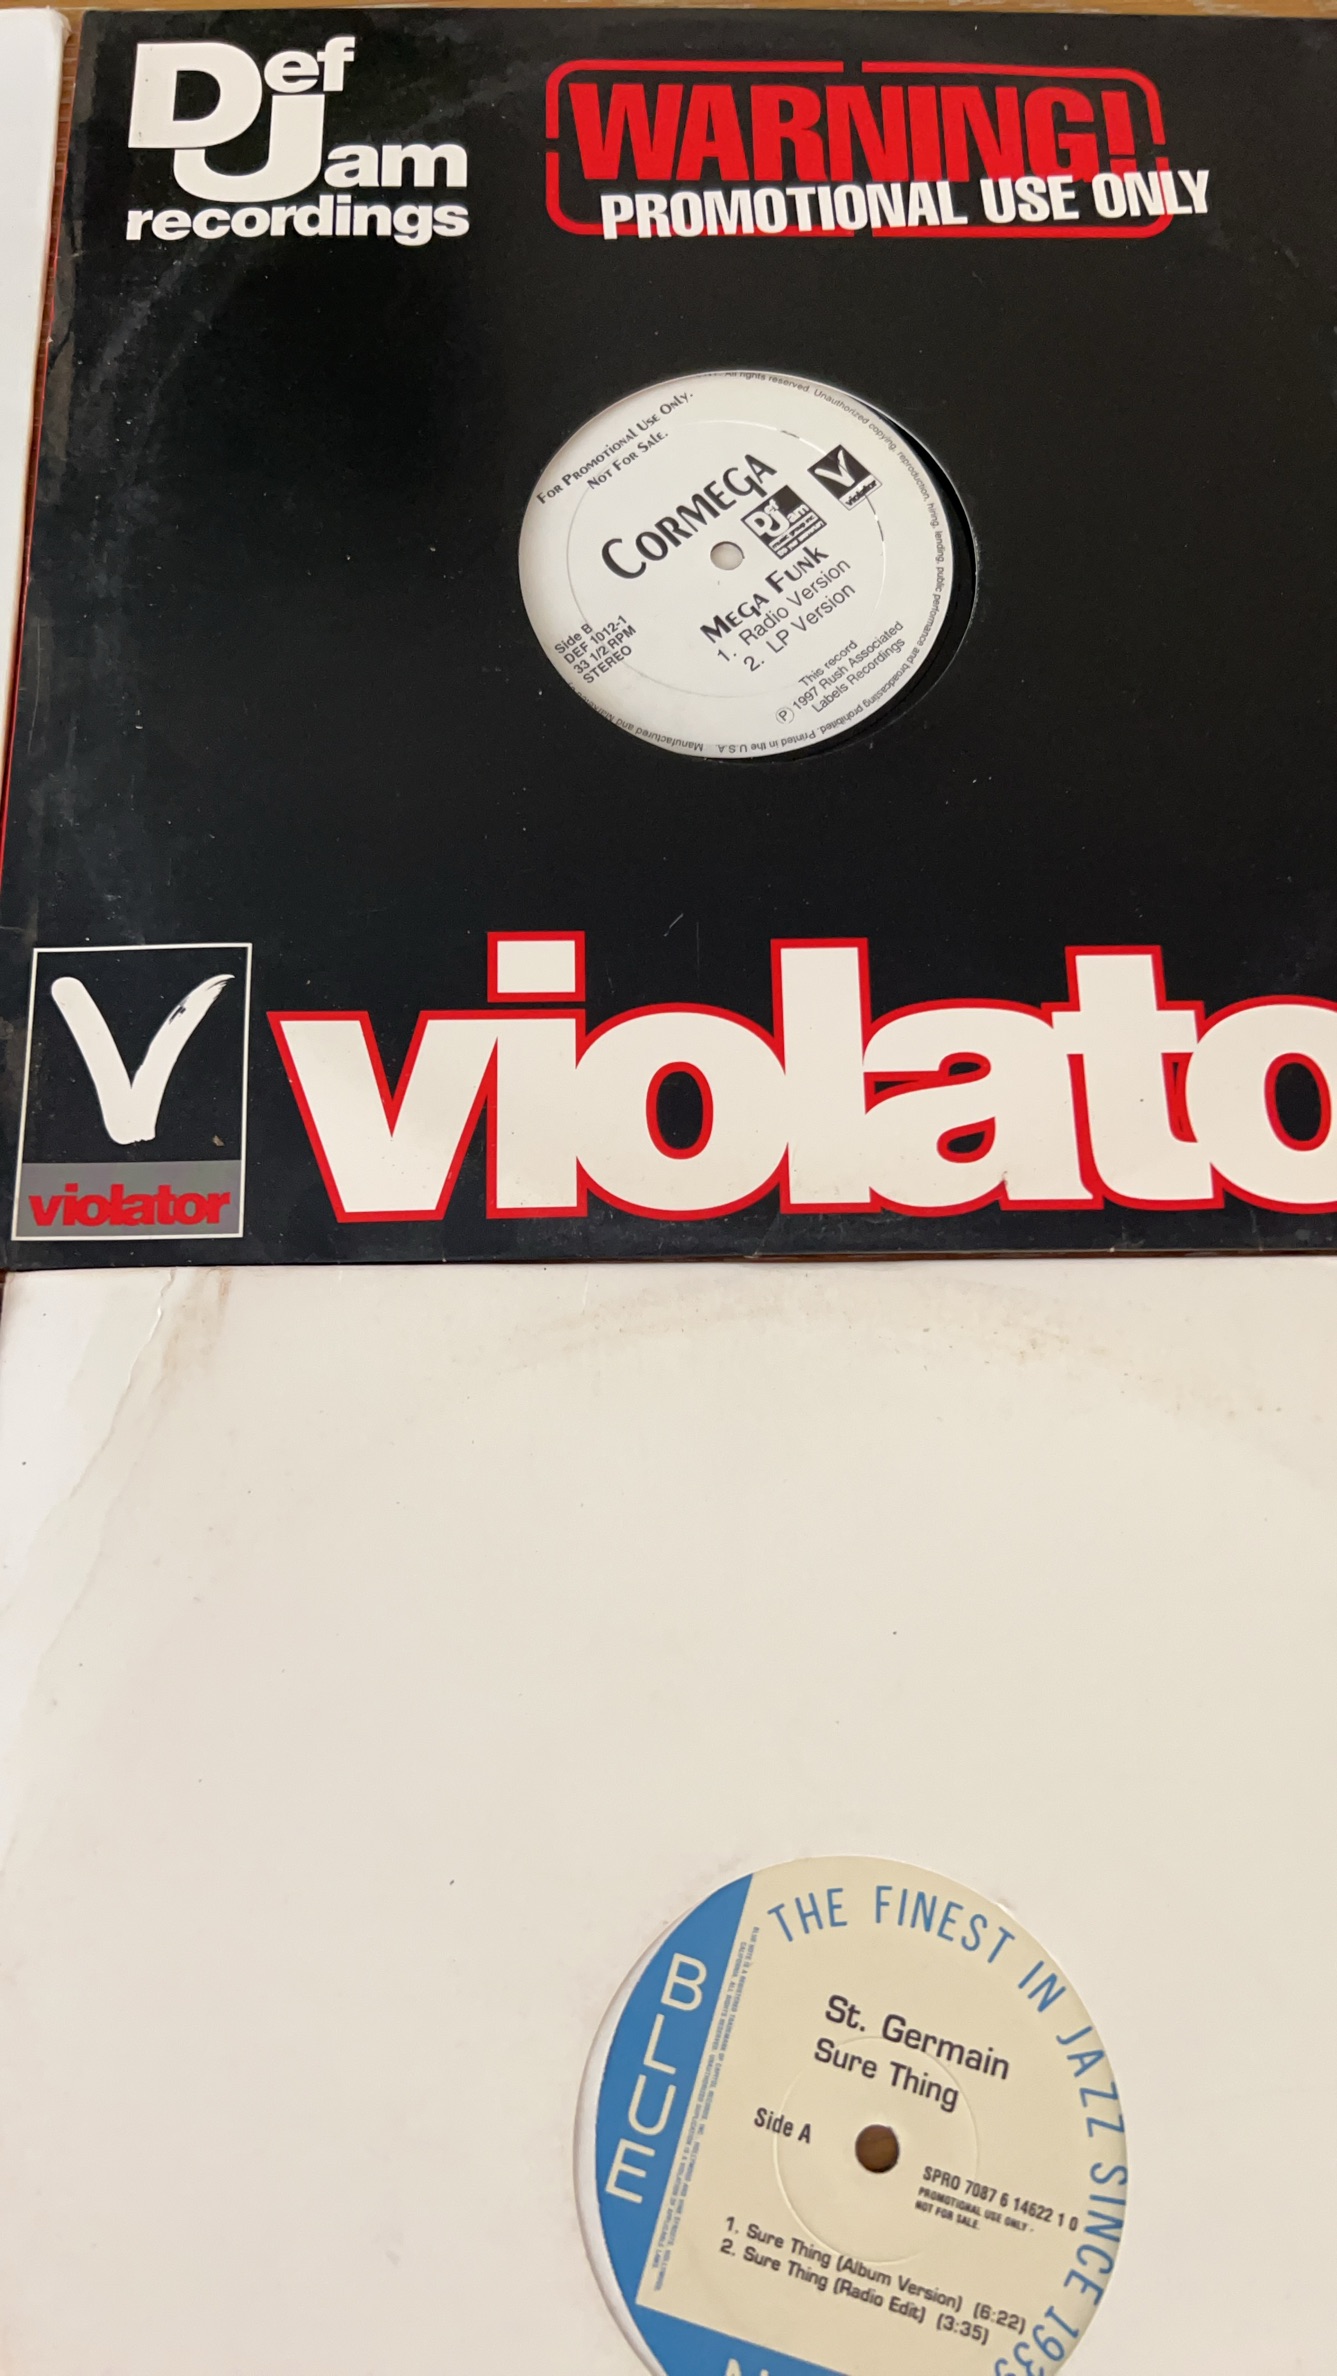 Def
Jam
recordings
WARNING!
PROMOTIONAL USE ONLY
For Promotional Use Only.
Not For Sale.
CORMEGA
Def
Jam
violator
MEGA FUNK
1. Radio Version
2. LP Version
Side B
DEF 1012-1
33 1/2 RPM
STEREO
This record
℗ 1997 Rush Associated
Labels Recordings
All rights reserved. Unauthorized copying, reproduction, hiring, lending, public performance and broadcasting prohibited. Printed in the U.S.A.
Manufactured and
violator
violato
BLUE
THE FINEST IN JAZZ SINCE 193
St. Germain
Sure Thing
Side A
SPRO 7087 6 14622 1 0
PROMOTIONAL USE ONLY -
NOT FOR SALE.
1. Sure Thing (Album Version) (6:22)
2. Sure Thing (Radio Edit) (3:35)